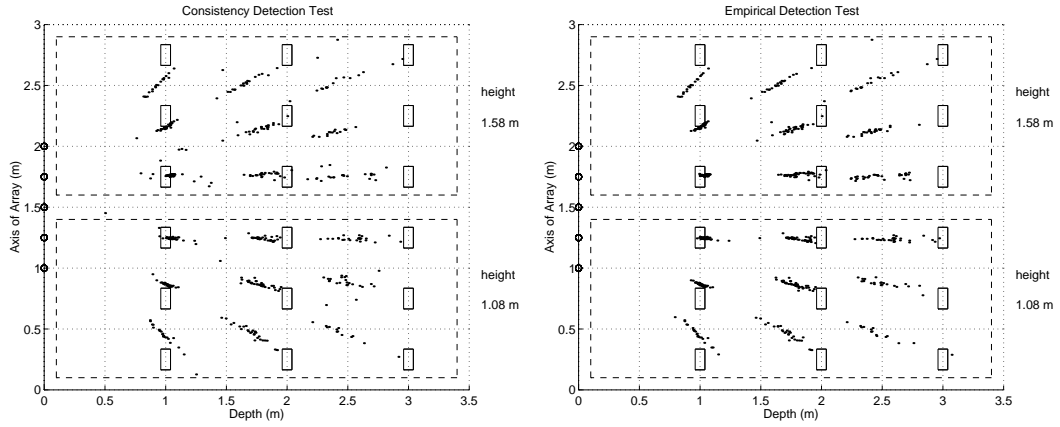 Consistency Detection Test
3
2.5
2
1.5
1
0.5
0
Axis of Array (m)
0
0.5
1
1.5
2
2.5
3
3.5
Depth (m)
height
1.58 m
height
1.08 m
Empirical Detection Test
3
2.5
2
1.5
1
0.5
0
Axis of Array (m)
0
0.5
1
1.5
2
2.5
3
3.5
Depth (m)
height
1.58 m
height
1.08 m